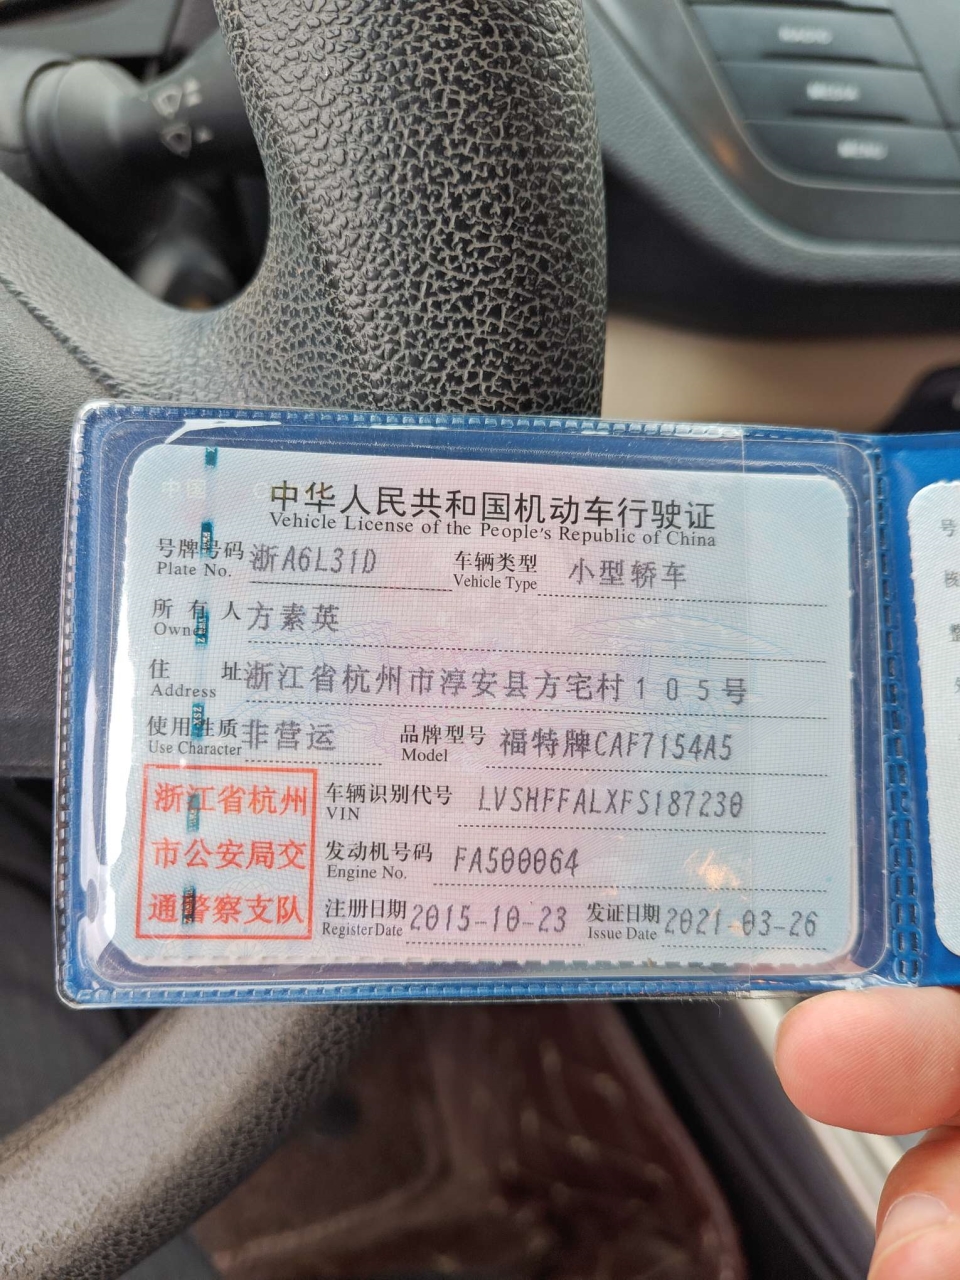 中华人民共和国机动车行驶证
Vehicle License of the People's Republic of China
号牌号码 浙A6L31D 车辆类型 小型轿车
Plate No. Vehicle Type
所有人 方素英
Owner
住址 浙江省杭州市淳安县方宅村105号
Address
使用性质 非营运 品牌型号 福特牌CAF7154A5
Use Character Model
浙江省杭州
市公安局交
通警察支队
车辆识别代号 LVSHFFALXFS187230
VIN
发动机号码 FA500064
Engine No.
注册日期 2015-10-23 发证日期 2021-03-26
Register Date Issue Date
号
核
整
MENU